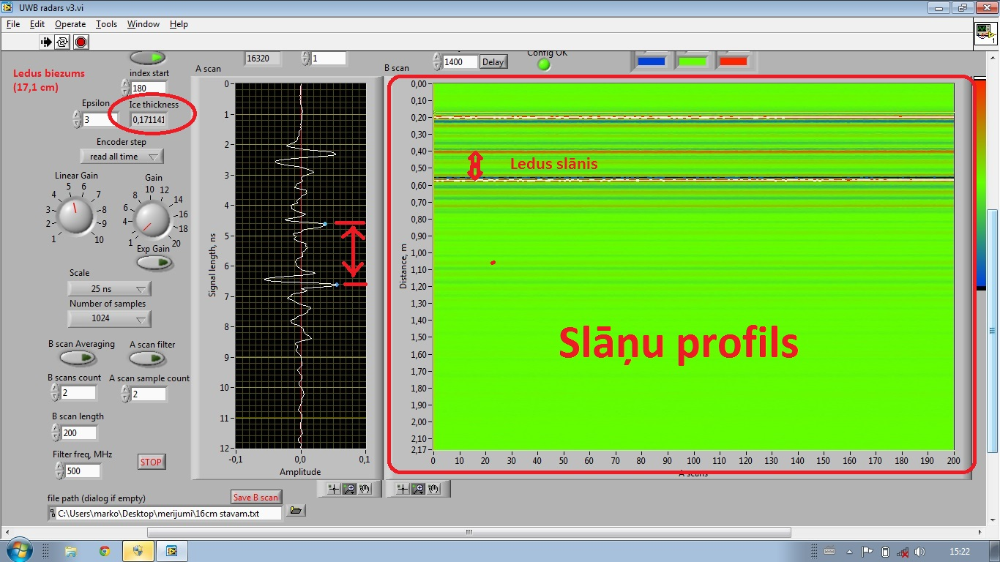 UWB radars v3.vi
File Edit Operate Tools Window Help
1
16320
1
1400
Delay
Config OK
Ledus biezums
(17,1 cm)
index start
180
A scan
B scan
Epsilon
3
Ice thickness
0,171141
Encoder step
read all time
Linear Gain
1 2 3 4 5 6 7 8 9 10
Gain
1 4 6 8 10 12 14 16 18 20
Exp Gain
Scale
25 ns
Number of samples
1024
B scan Averaging
A scan filter
B scans count
2
A scan sample count
2
B scan length
200
Filter freq, MHz
500
STOP
Signal length, ns
0
1
2
3
4
5
6
7
8
9
10
11
12
-0,1 0,0 0,1
Amplitude
Distance, m
0,00
0,10
0,20
0,30
0,40
0,50
0,60
0,70
0,80
0,90
1,00
1,10
1,20
1,30
1,40
1,50
1,60
1,70
1,80
1,90
2,00
2,10
2,17
0 10 20 30 40 50 60 70 80 90 100 110 120 130 140 150 160 170 180 190 200
A scans
Ledus slānis
Slāņu profils
file path (dialog if empty)
Save B scan
C:\Users\marko\Desktop\merijumi\16cm stavam.txt
15:22